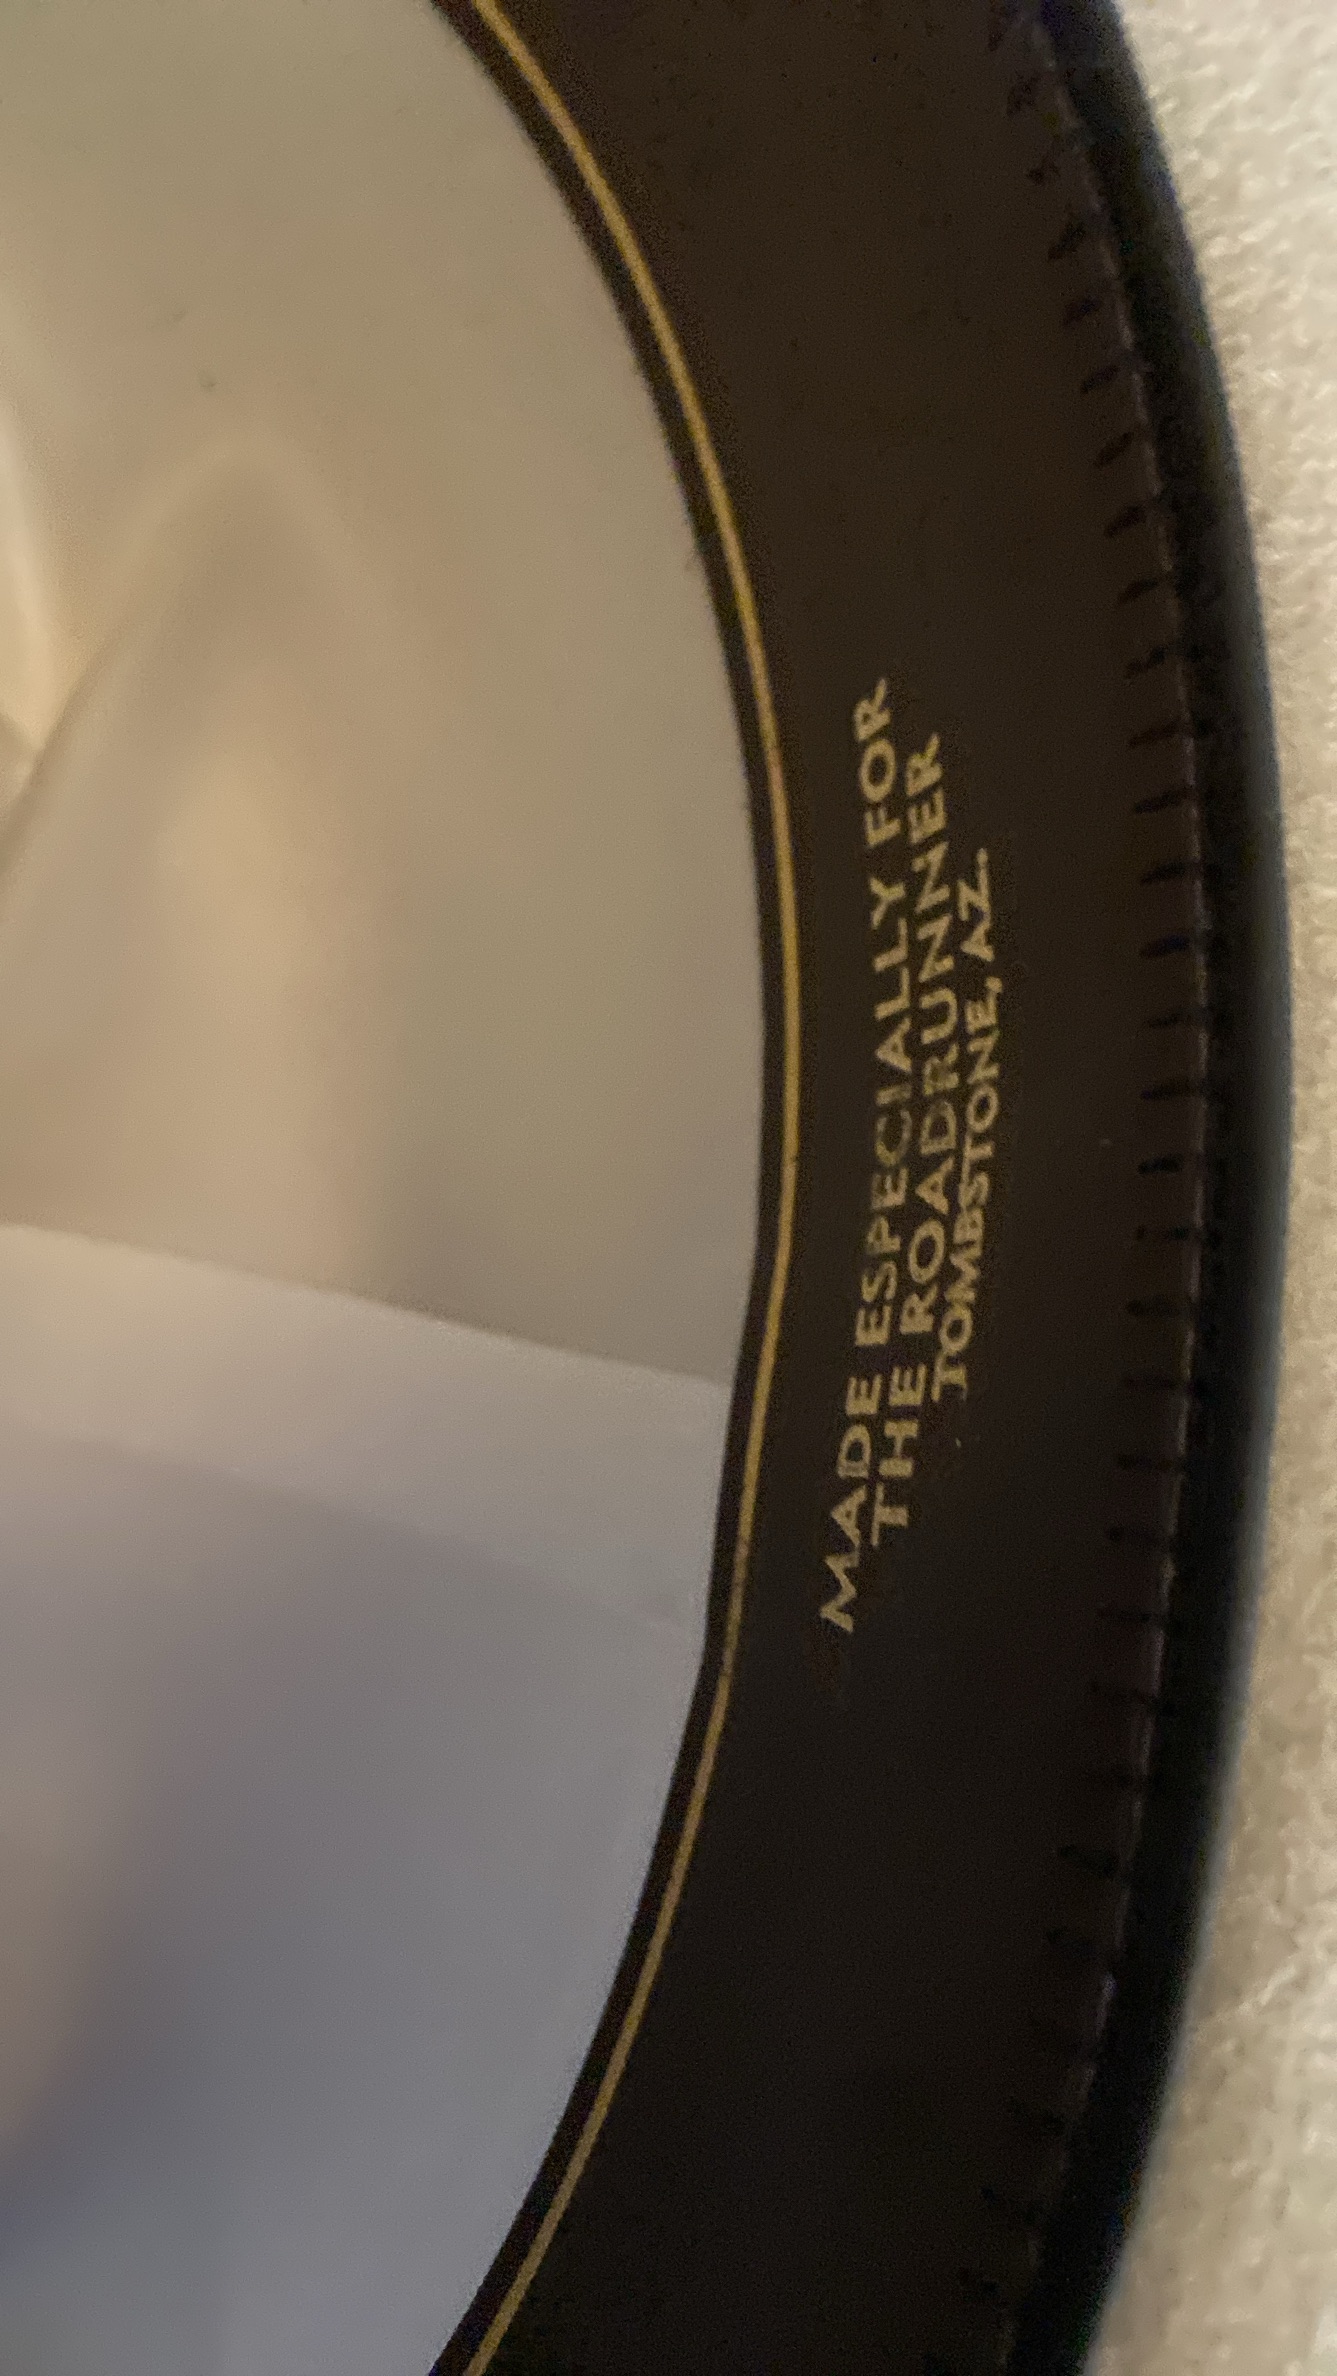 MADE ESPECIALLY FOR
THE ROADRUNNER
TOMBSTONE, AZ.